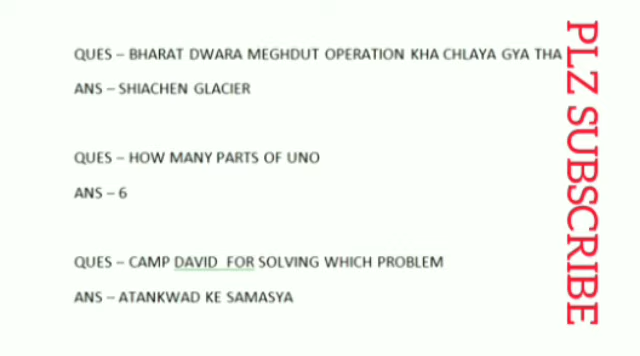 QUES – BHARAT DWARA MEGHDUT OPERATION KHA CHLAYA GYA THA
ANS – SHIACHEN GLACIER
QUES – HOW MANY PARTS OF UNO
ANS – 6
QUES – CAMP DAVID FOR SOLVING WHICH PROBLEM
ANS – ATANKWAD KE SAMASYA
PLZ SUBSCRIBE